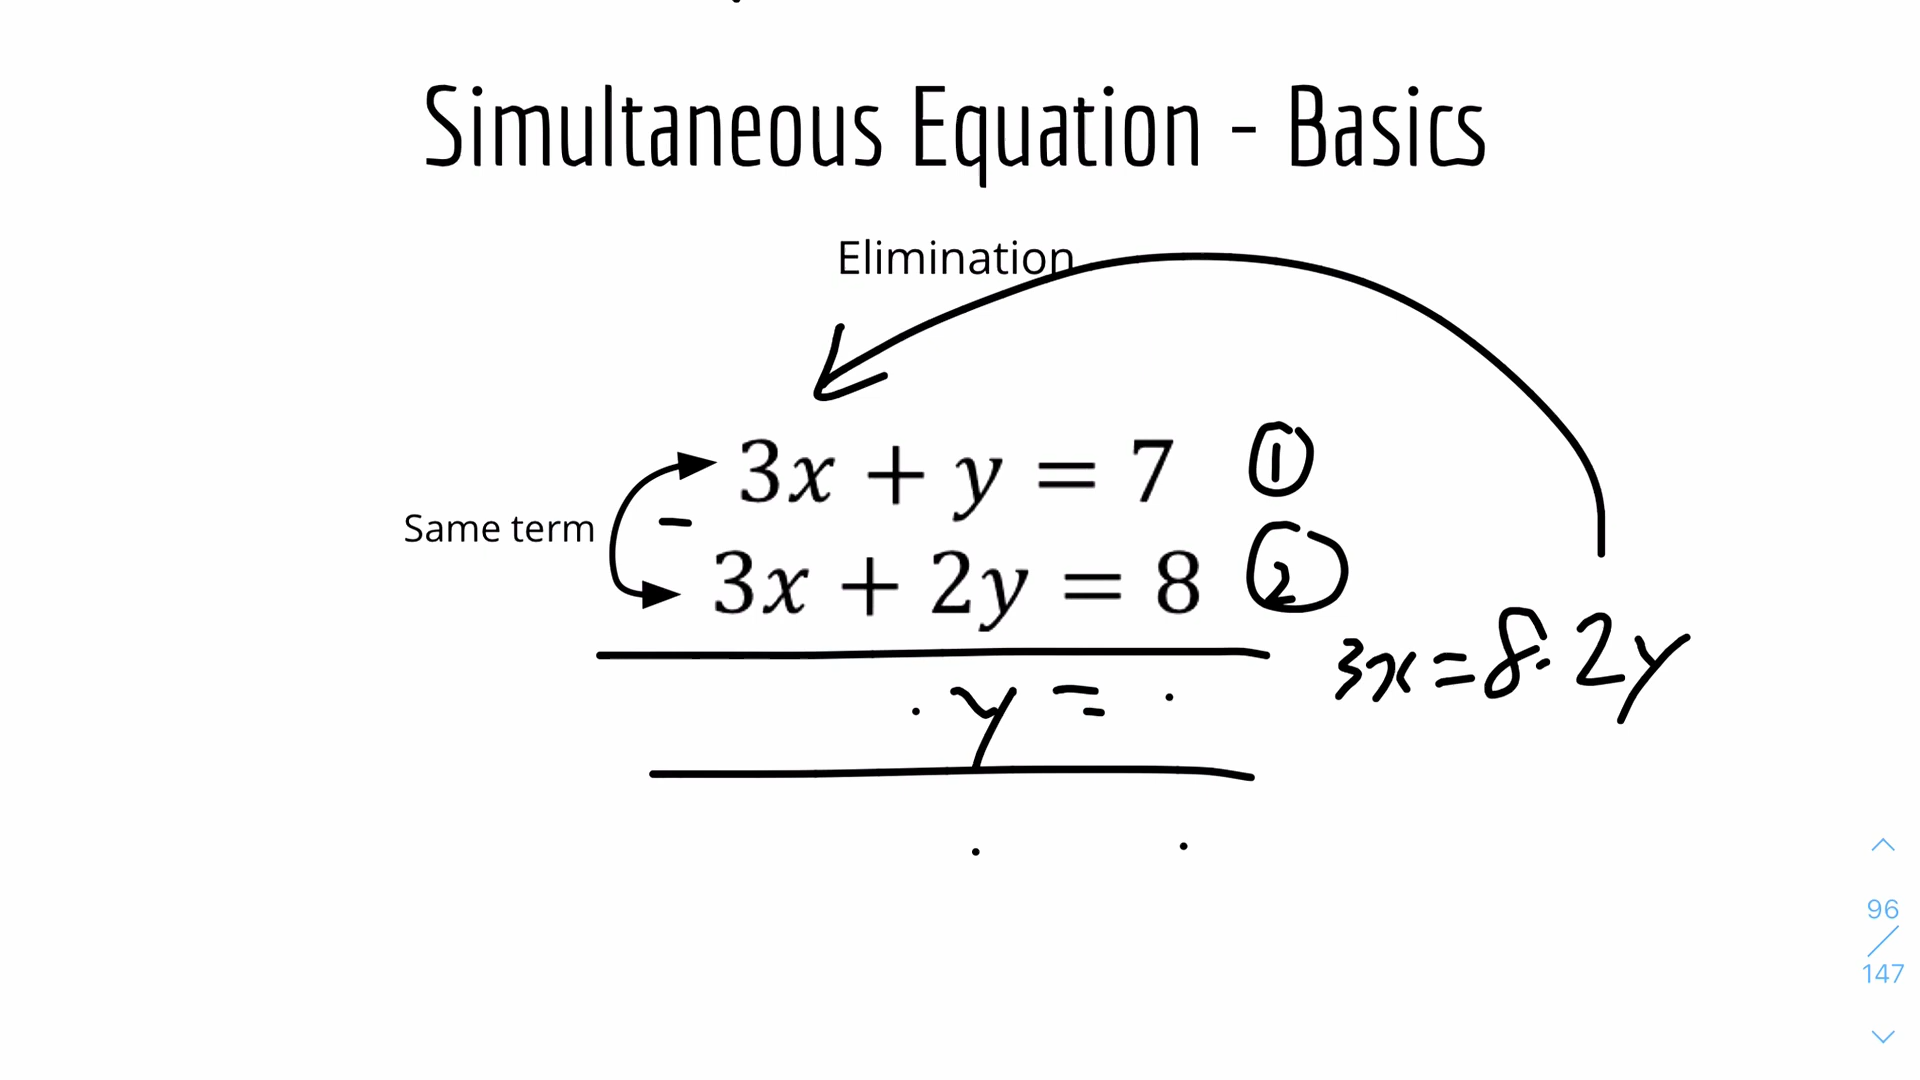 Simultaneous Equation - Basics
Elimination
3x + y = 7 ①
Same term
-
3x + 2y = 8 ②
3x = 8 - 2y
y =
96
/
147